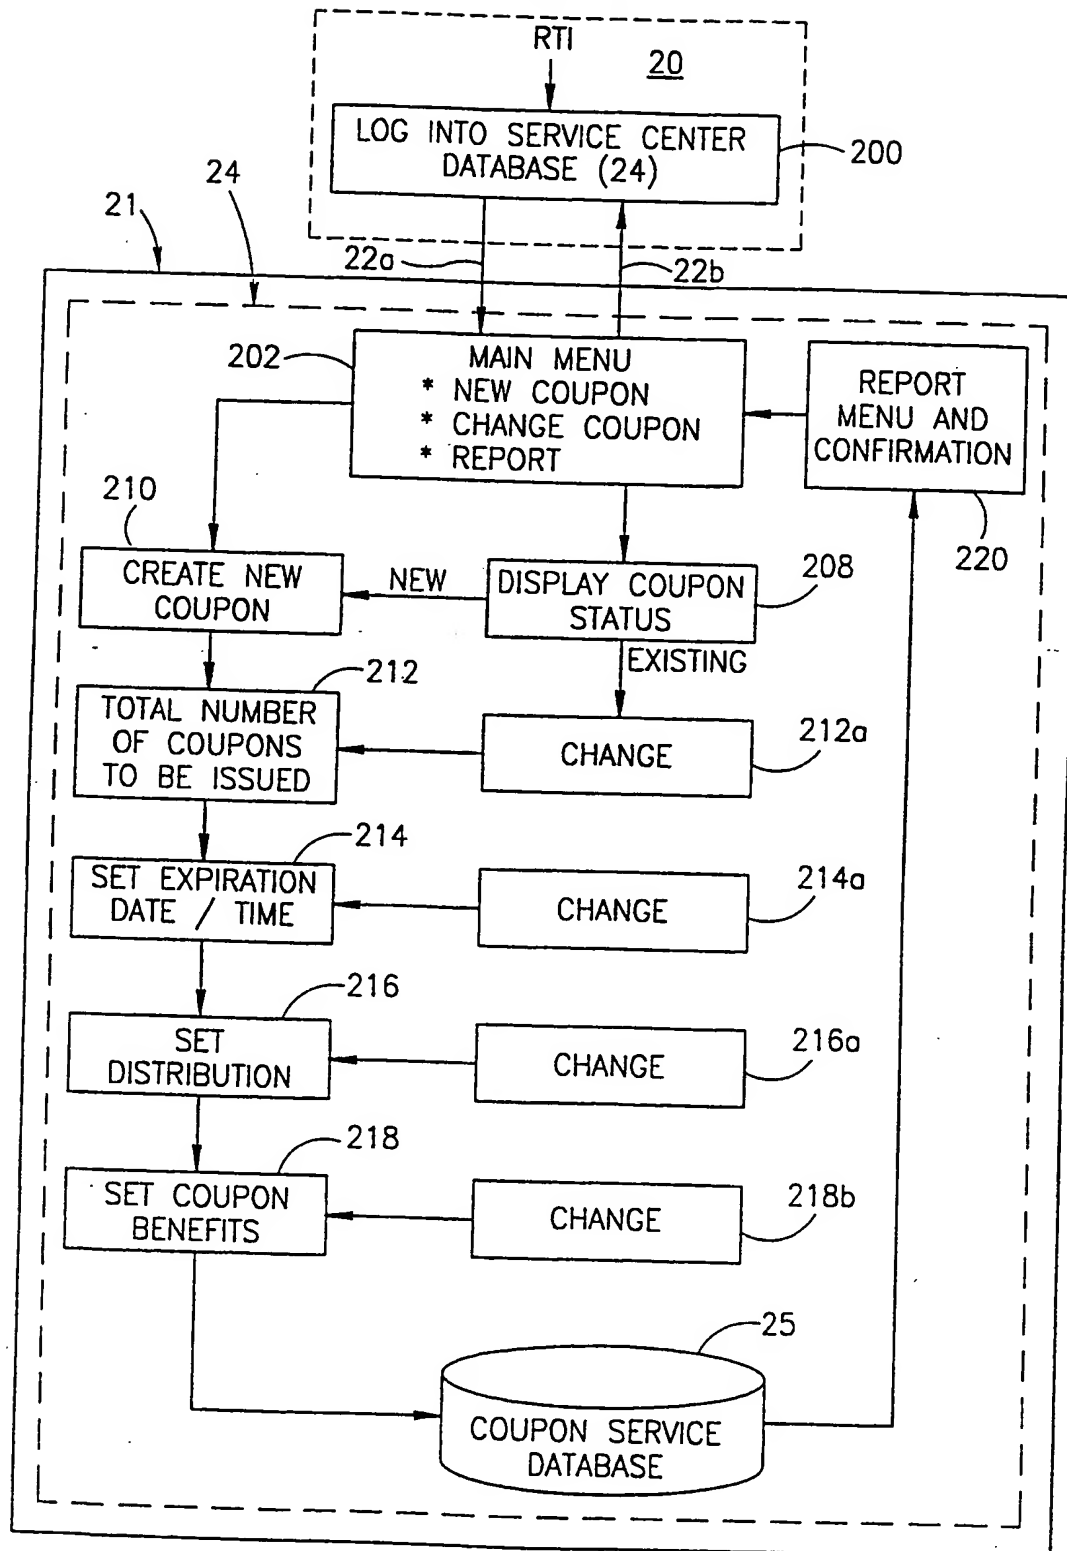 RTI
20
LOG INTO SERVICE CENTER
DATABASE (24)
200
24
21
22a
22b
202
MAIN MENU
* NEW COUPON
* CHANGE COUPON
* REPORT
REPORT
MENU AND
CONFIRMATION
220
210
CREATE NEW
COUPON
NEW
DISPLAY COUPON
STATUS
208
EXISTING
212
TOTAL NUMBER
OF COUPONS
TO BE ISSUED
CHANGE
212a
214
SET EXPIRATION
DATE / TIME
CHANGE
214a
216
SET
DISTRIBUTION
CHANGE
216a
218
SET COUPON
BENEFITS
CHANGE
218b
25
COUPON SERVICE
DATABASE